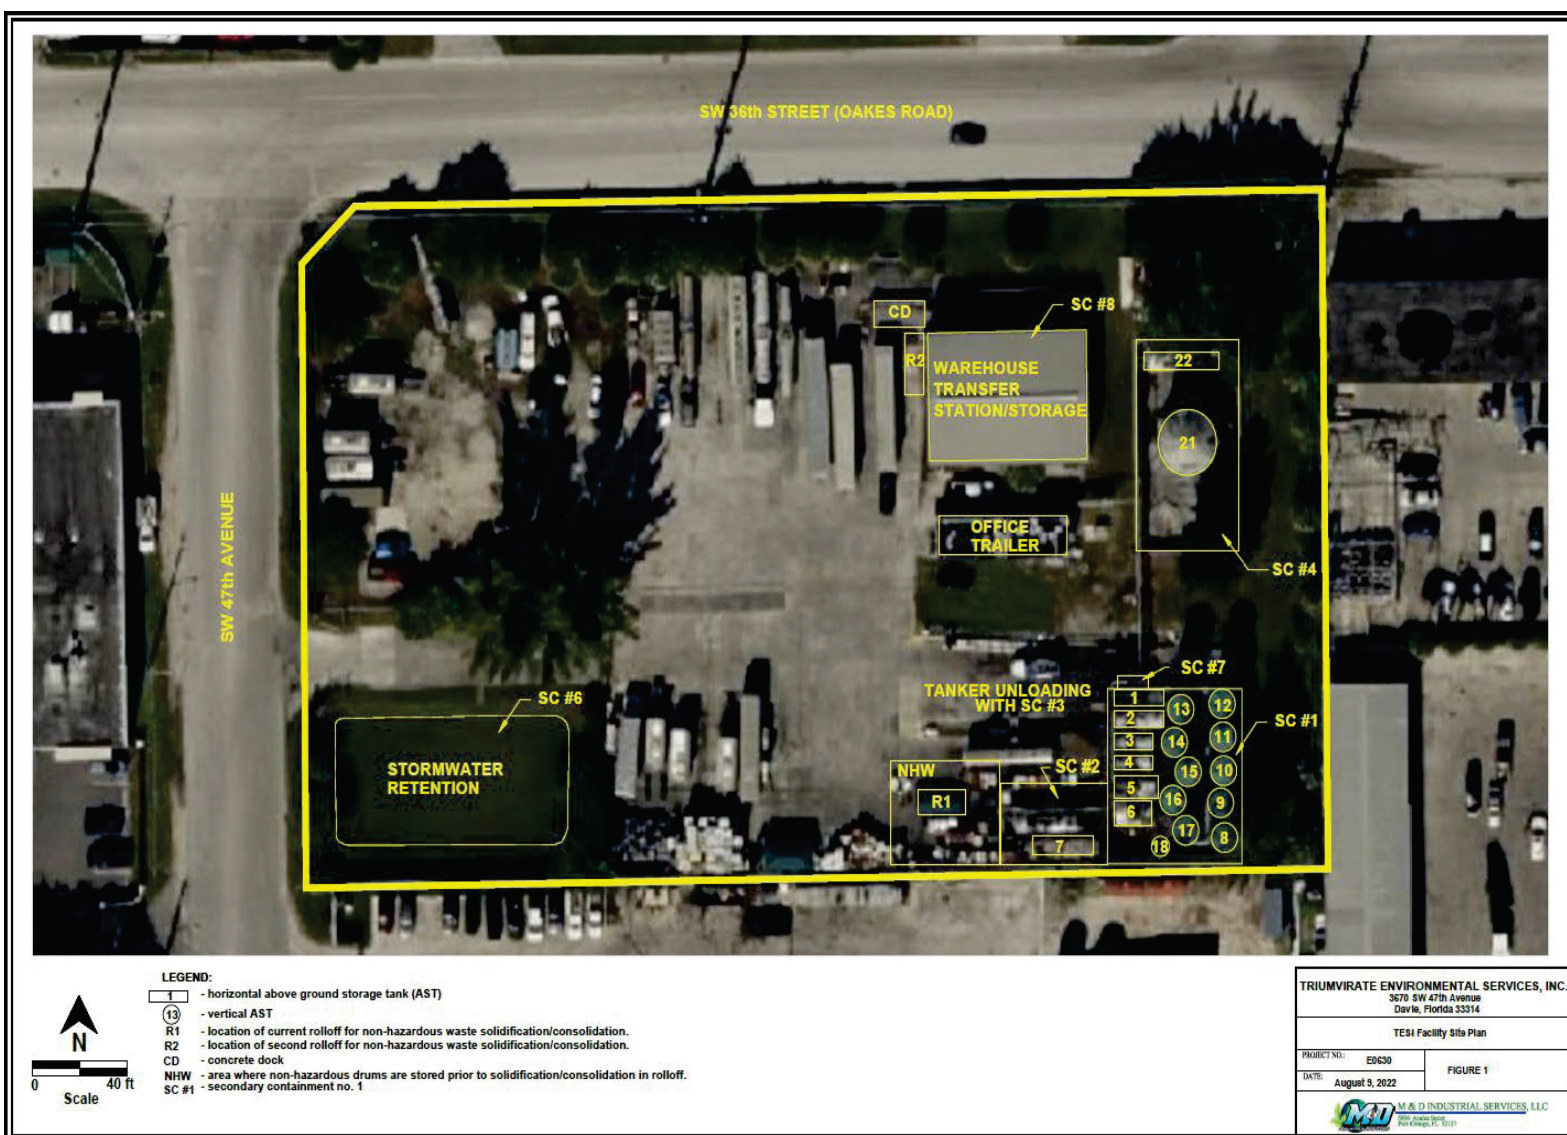 SW 36th STREET (OAKES ROAD)
SW 47th AVENUE
CD
SC #8
R2
WAREHOUSE
TRANSFER
STATION/STORAGE
22
21
OFFICE
TRAILER
SC #4
SC #7
SC #6
TANKER UNLOADING
WITH SC #3
1
2
3
4
5
6
13
12
14
11
15
10
16
9
17
8
18
SC #1
STORMWATER
RETENTION
NHW
R1
SC #2
7
LEGEND:
1 - horizontal above ground storage tank (AST)
13 - vertical AST
R1 - location of current rolloff for non-hazardous waste solidification/consolidation.
R2 - location of second rolloff for non-hazardous waste solidification/consolidation.
CD - concrete dock
NHW - area where non-hazardous drums are stored prior to solidification/consolidation in rolloff.
SC #1 - secondary containment no. 1
N
0 40 ft
Scale
TRIUMVIRATE ENVIRONMENTAL SERVICES, INC.
3670 SW 47th Avenue
Davie, Florida 33314
TESI Facility Site Plan
PROJECT NO.: E0630
FIGURE 1
DATE: August 9, 2022
M&D M & D INDUSTRIAL SERVICES, LLC
Port Orange, FL 32127